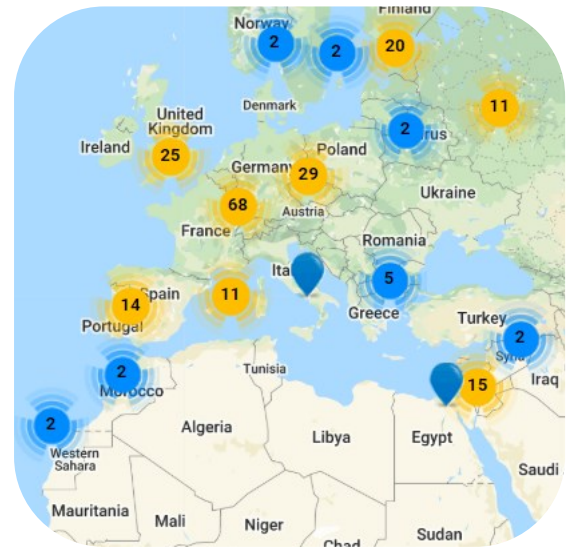 Finland
Norway
2
2
20
11
Denmark
United
Kingdom
Ireland
25
2
rus
Poland
Germany
29
68
Ukraine
Austria
France
Romania
Ita
5
11
14
Spain
Portugal
Greece
Turkey
2
Syria
Iraq
Tunisia
2
Morocco
15
2
Algeria
Libya
Egypt
Western
Sahara
Saudi
Mauritania
Mali
Niger
Chad
Sudan